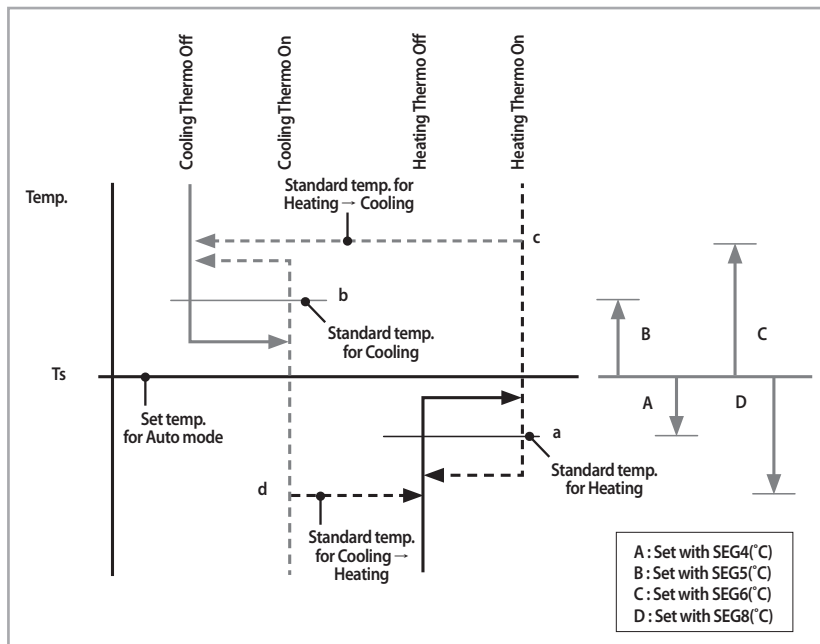 Cooling Thermo Off
Cooling Thermo On
Heating Thermo Off
Heating Thermo On
Temp.
Standard temp. for
Heating → Cooling
c
b
Standard temp.
for Cooling
B
C
Ts
A
D
Set temp.
for Auto mode
a
Standard temp.
for Heating
d
Standard temp.
for Cooling →
Heating
A : Set with SEG4(˚C)
B : Set with SEG5(˚C)
C : Set with SEG6(˚C)
D : Set with SEG8(˚C)